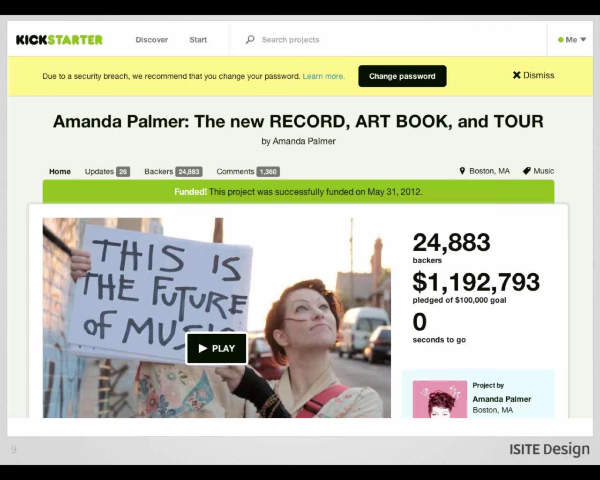 KICKSTARTER Discover Start Search projects Me
Due to a security breach, we recommend that you change your password. Learn more. Change password Dismiss
Amanda Palmer: The new RECORD, ART BOOK, and TOUR
by Amanda Palmer
Home Updates 26 Backers 24,883 Comments 1,360 Boston, MA Music
Funded! This project was successfully funded on May 31, 2012.
THIS IS
THE FUTURE
of MUSIC
PLAY
24,883
backers
$1,192,793
pledged of $100,000 goal
0
seconds to go
Project by
Amanda Palmer
Boston, MA
9
ISITE Design